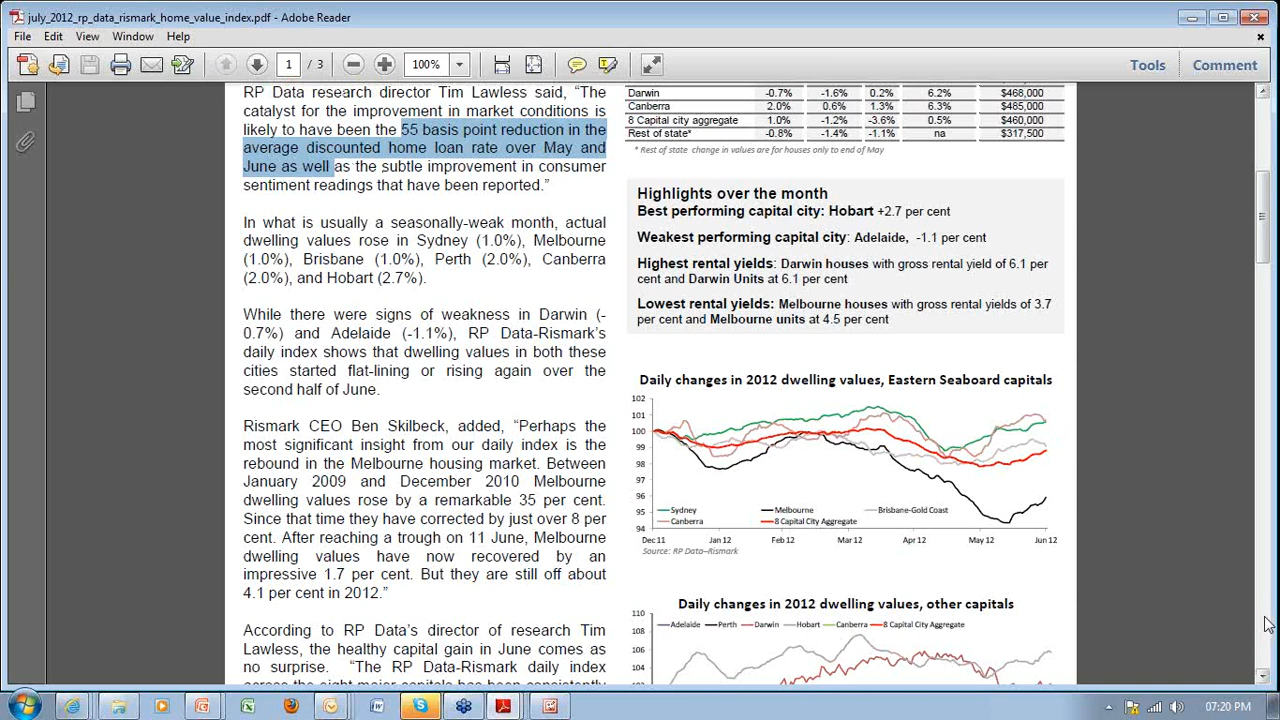 july_2012_rp_data_rismark_home_value_index.pdf - Adobe Reader
File Edit View Window Help
1 / 3
100%
Tools
Comment
RP Data research director Tim Lawless said, “The
catalyst for the improvement in market conditions is
likely to have been the 55 basis point reduction in the
average discounted home loan rate over May and
June as well as the subtle improvement in consumer
sentiment readings that have been reported.”
In what is usually a seasonally-weak month, actual
dwelling values rose in Sydney (1.0%), Melbourne
(1.0%), Brisbane (1.0%), Perth (2.0%), Canberra
(2.0%), and Hobart (2.7%).
While there were signs of weakness in Darwin (-
0.7%) and Adelaide (-1.1%), RP Data-Rismark’s
daily index shows that dwelling values in both these
cities started flat-lining or rising again over the
second half of June.
Rismark CEO Ben Skilbeck, added, “Perhaps the
most significant insight from our daily index is the
rebound in the Melbourne housing market. Between
January 2009 and December 2010 Melbourne
dwelling values rose by a remarkable 35 per cent.
Since that time they have corrected by just over 8 per
cent. After reaching a trough on 11 June, Melbourne
dwelling values have now recovered by an
impressive 1.7 per cent. But they are still off about
4.1 per cent in 2012.”
According to RP Data’s director of research Tim
Lawless, the healthy capital gain in June comes as
no surprise. “The RP Data-Rismark daily index
across the eight major capitals has been consistently
Darwin -0.7% -1.6% 0.2% 6.2% $468,000
Canberra 2.0% 0.6% 1.3% 6.3% $485,000
8 Capital city aggregate 1.0% -1.2% -3.6% 0.5% $460,000
Rest of state* -0.8% -1.4% -1.1% na $317,500
* Rest of state change in values are for houses only to end of May
Highlights over the month
Best performing capital city: Hobart +2.7 per cent
Weakest performing capital city: Adelaide, -1.1 per cent
Highest rental yields: Darwin houses with gross rental yield of 6.1 per
cent and Darwin Units at 6.1 per cent
Lowest rental yields: Melbourne houses with gross rental yields of 3.7
per cent and Melbourne units at 4.5 per cent
Daily changes in 2012 dwelling values, Eastern Seaboard capitals
102
101
100
99
98
97
96
95
94
Sydney Melbourne Brisbane-Gold Coast
Canberra 8 Capital City Aggregate
Dec 11 Jan 12 Feb 12 Mar 12 Apr 12 May 12 Jun 12
Source: RP Data–Rismark
Daily changes in 2012 dwelling values, other capitals
110
Adelaide Perth Darwin Hobart Canberra 8 Capital City Aggregate
108
106
104
102
07:20 PM